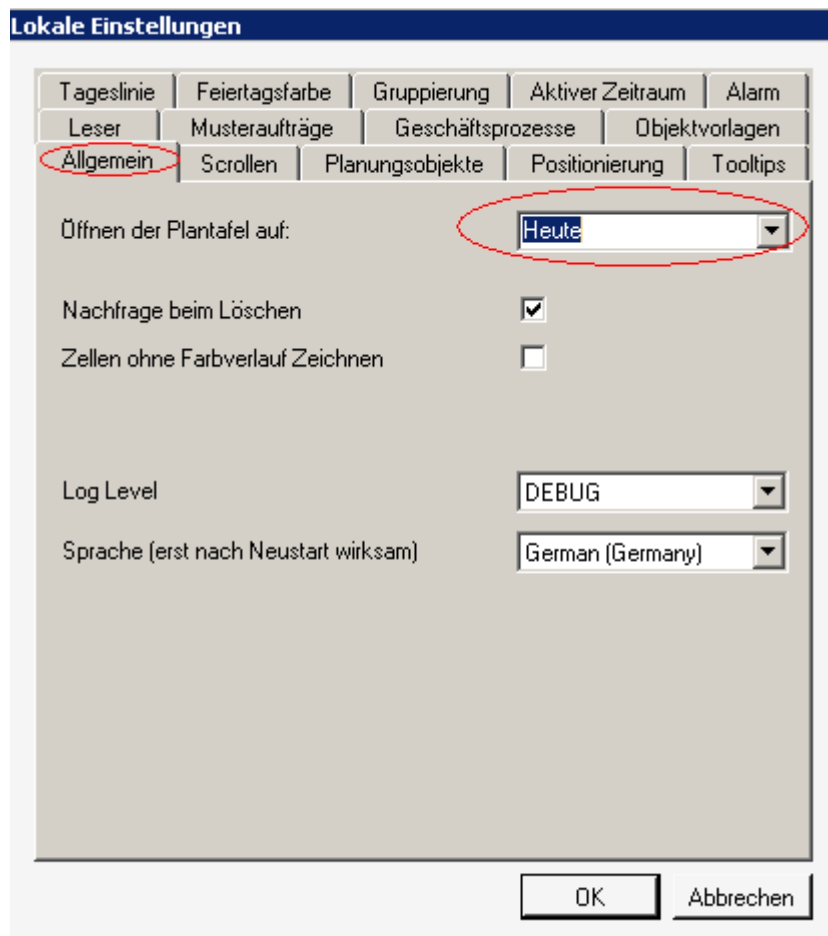 Lokale Einstellungen
Tageslinie Feiertagsfarbe Gruppierung Aktiver Zeitraum Alarm
Leser Musteraufträge Geschäftsprozesse Objektvorlagen
Allgemein Scrollen Planungsobjekte Positionierung Tooltips
Öffnen der Plantafel auf: Heute
Nachfrage beim Löschen
Zellen ohne Farbverlauf Zeichnen
Log Level DEBUG
Sprache (erst nach Neustart wirksam) German (Germany)
OK Abbrechen